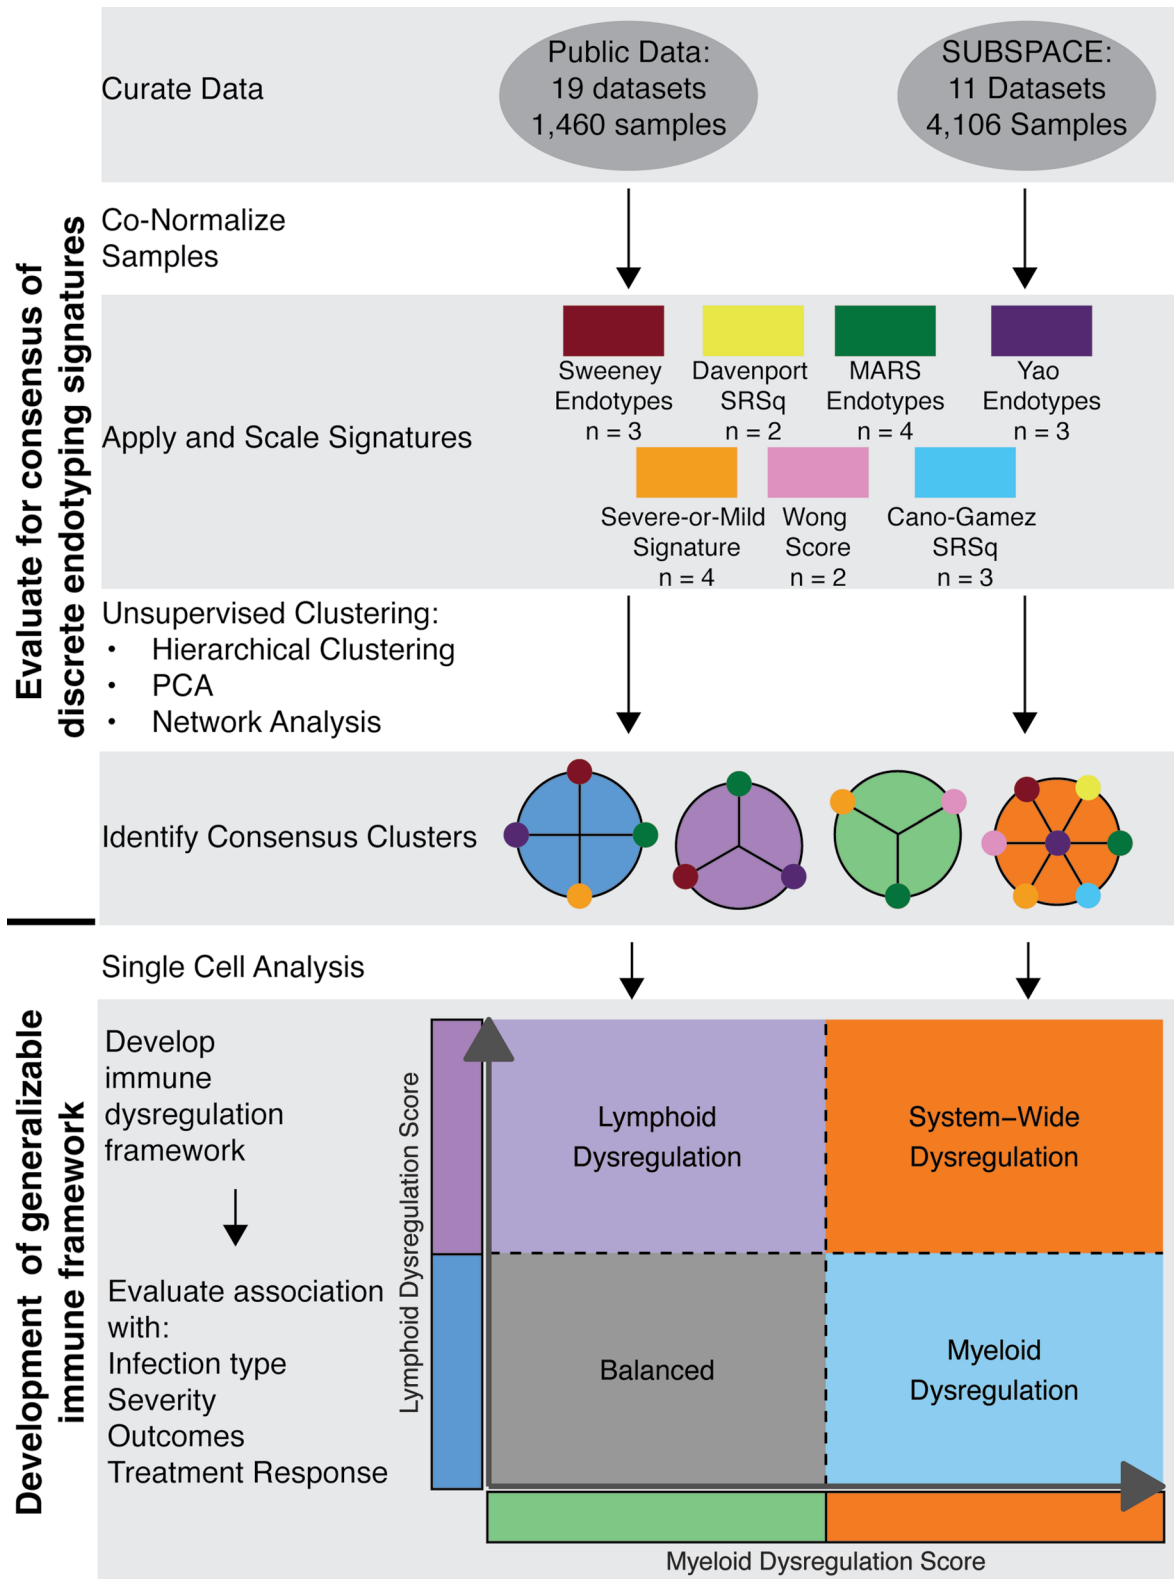 Evaluate for consensus of
discrete endotyping signatures
Curate Data
Public Data:
19 datasets
1,460 samples
SUBSPACE:
11 Datasets
4,106 Samples
Co-Normalize
Samples
Apply and Scale Signatures
Sweeney
Endotypes
n = 3
Davenport
SRSq
n = 2
MARS
Endotypes
n = 4
Yao
Endotypes
n = 3
Severe-or-Mild
Signature
n = 4
Wong
Score
n = 2
Cano-Gamez
SRSq
n = 3
Unsupervised Clustering:
• Hierarchical Clustering
• PCA
• Network Analysis
Identify Consensus Clusters
Development of generalizable
immune framework
Single Cell Analysis
Develop
immune
dysregulation
framework
Evaluate association
with:
Infection type
Severity
Outcomes
Treatment Response
Lymphoid Dysregulation Score
Lymphoid
Dysregulation
System–Wide
Dysregulation
Balanced
Myeloid
Dysregulation
Myeloid Dysregulation Score